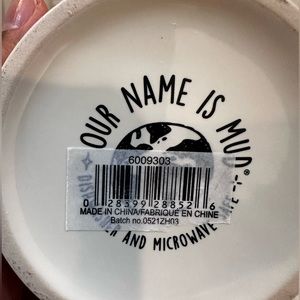 OUR NAME IS MUD®
6009303
0 28399 28852 6
MADE IN CHINA/FABRIQUÉ EN CHINE
Batch no.0521ZH03
AND MICROWAVE